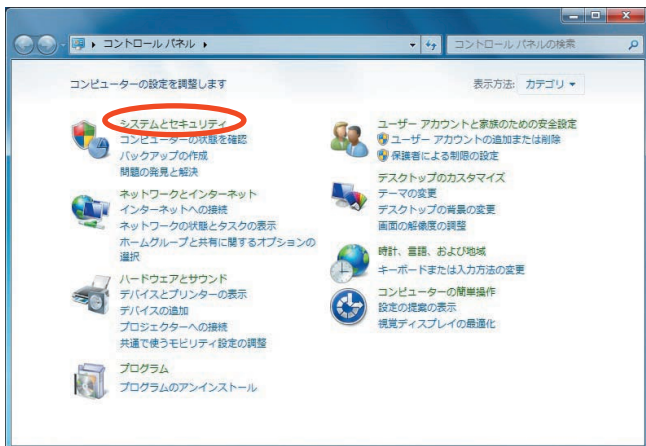 コントロール パネル
コントロール パネルの検索
コンピューターの設定を調整します
表示方法: カテゴリ
システムとセキュリティ
コンピューターの状態を確認
バックアップの作成
問題の発見と解決
ネットワークとインターネット
インターネットへの接続
ネットワークの状態とタスクの表示
ホームグループと共有に関するオプションの
選択
ハードウェアとサウンド
デバイスとプリンターの表示
デバイスの追加
プロジェクターへの接続
共通で使うモビリティ設定の調整
プログラム
プログラムのアンインストール
ユーザー アカウントと家族のための安全設定
ユーザー アカウントの追加または削除
保護者による制限の設定
デスクトップのカスタマイズ
テーマの変更
デスクトップの背景の変更
画面の解像度の調整
時計、言語、および地域
キーボードまたは入力方法の変更
コンピューターの簡単操作
設定の提案の表示
視覚ディスプレイの最適化